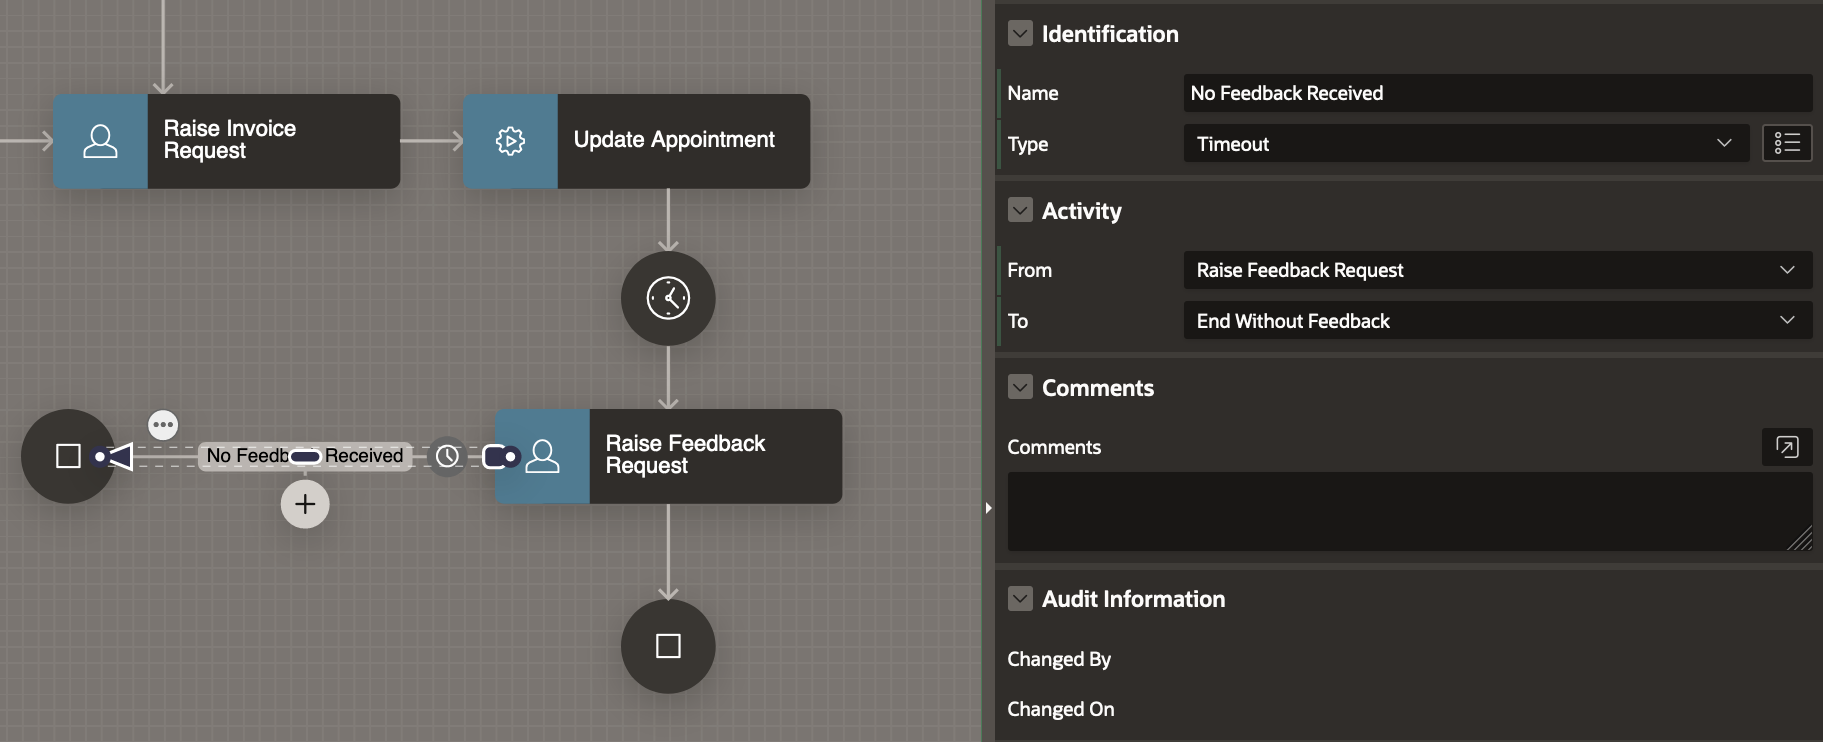 Raise Invoice
Request
Update Appointment
No Feedb Received
Raise Feedback
Request
Identification
Name
No Feedback Received
Type
Timeout
Activity
From
Raise Feedback Request
To
End Without Feedback
Comments
Comments
Audit Information
Changed By
Changed On